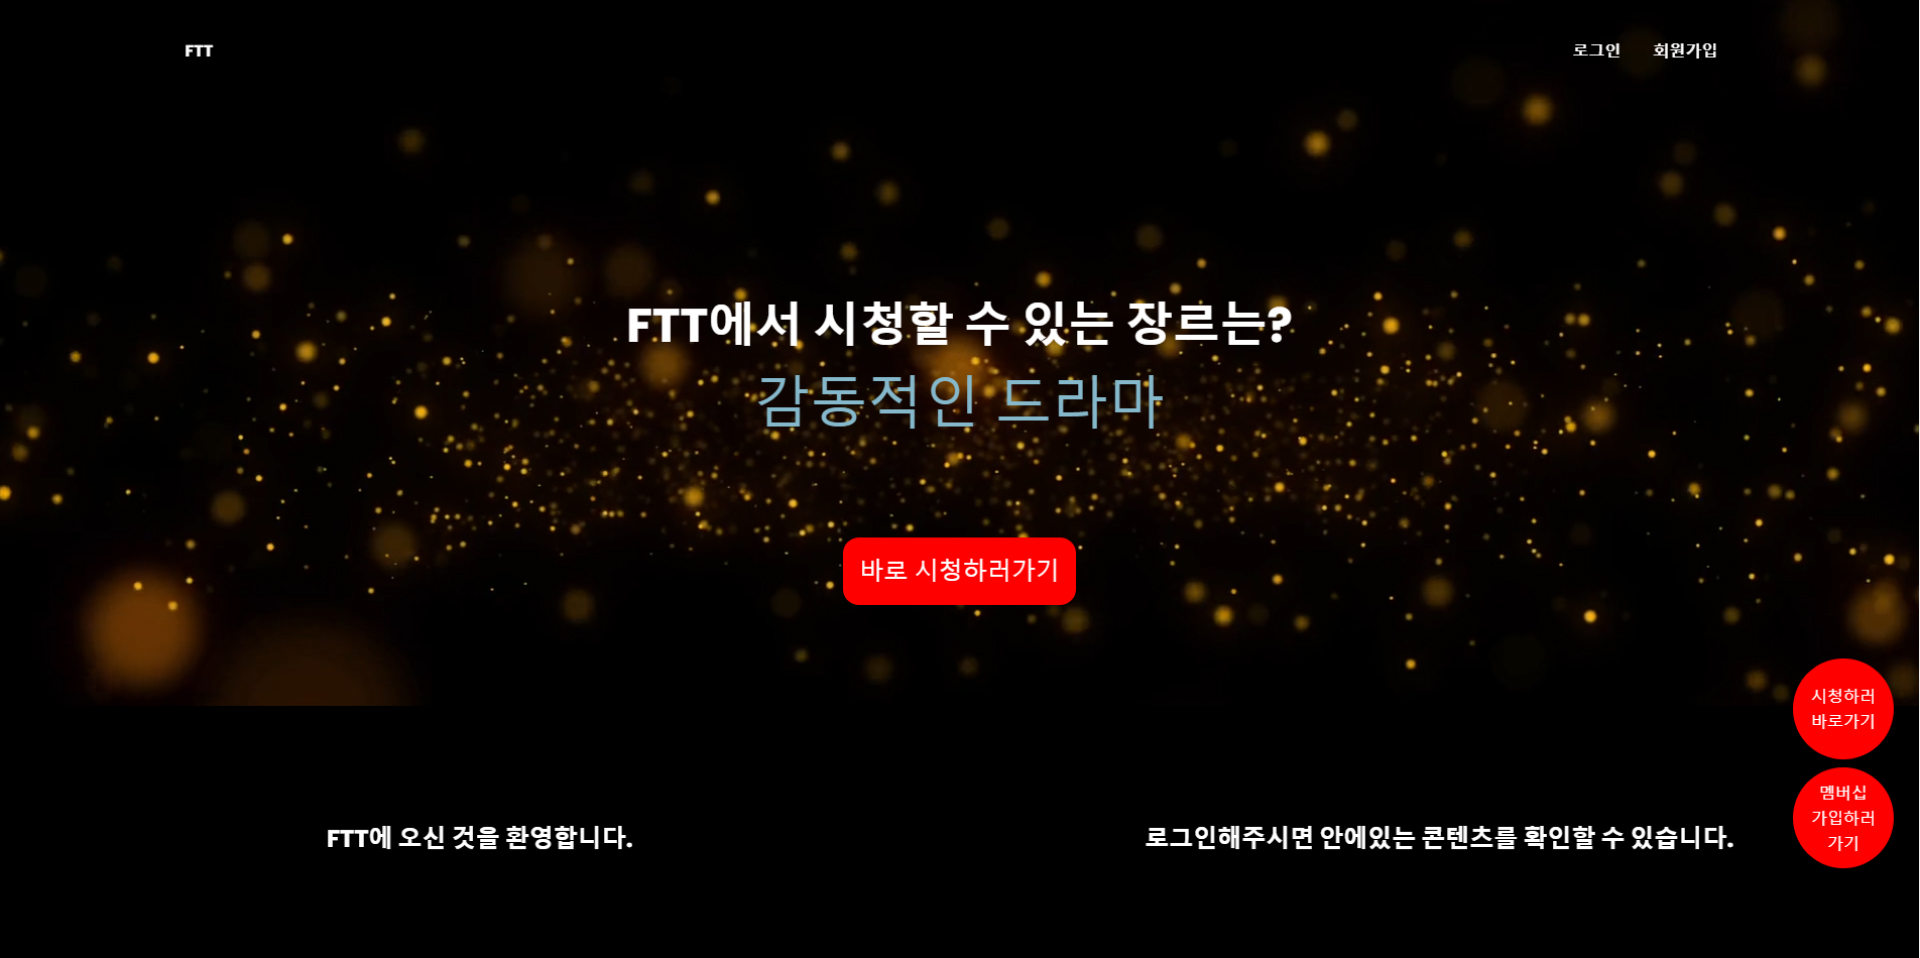 FTT
로그인 회원가입
FTT에서 시청할 수 있는 장르는?
감동적인 드라마
바로 시청하러가기
시청하러
바로가기
멤버십
가입하러
가기
FTT에 오신 것을 환영합니다.
로그인해주시면 안에있는 콘텐츠를 확인할 수 있습니다.